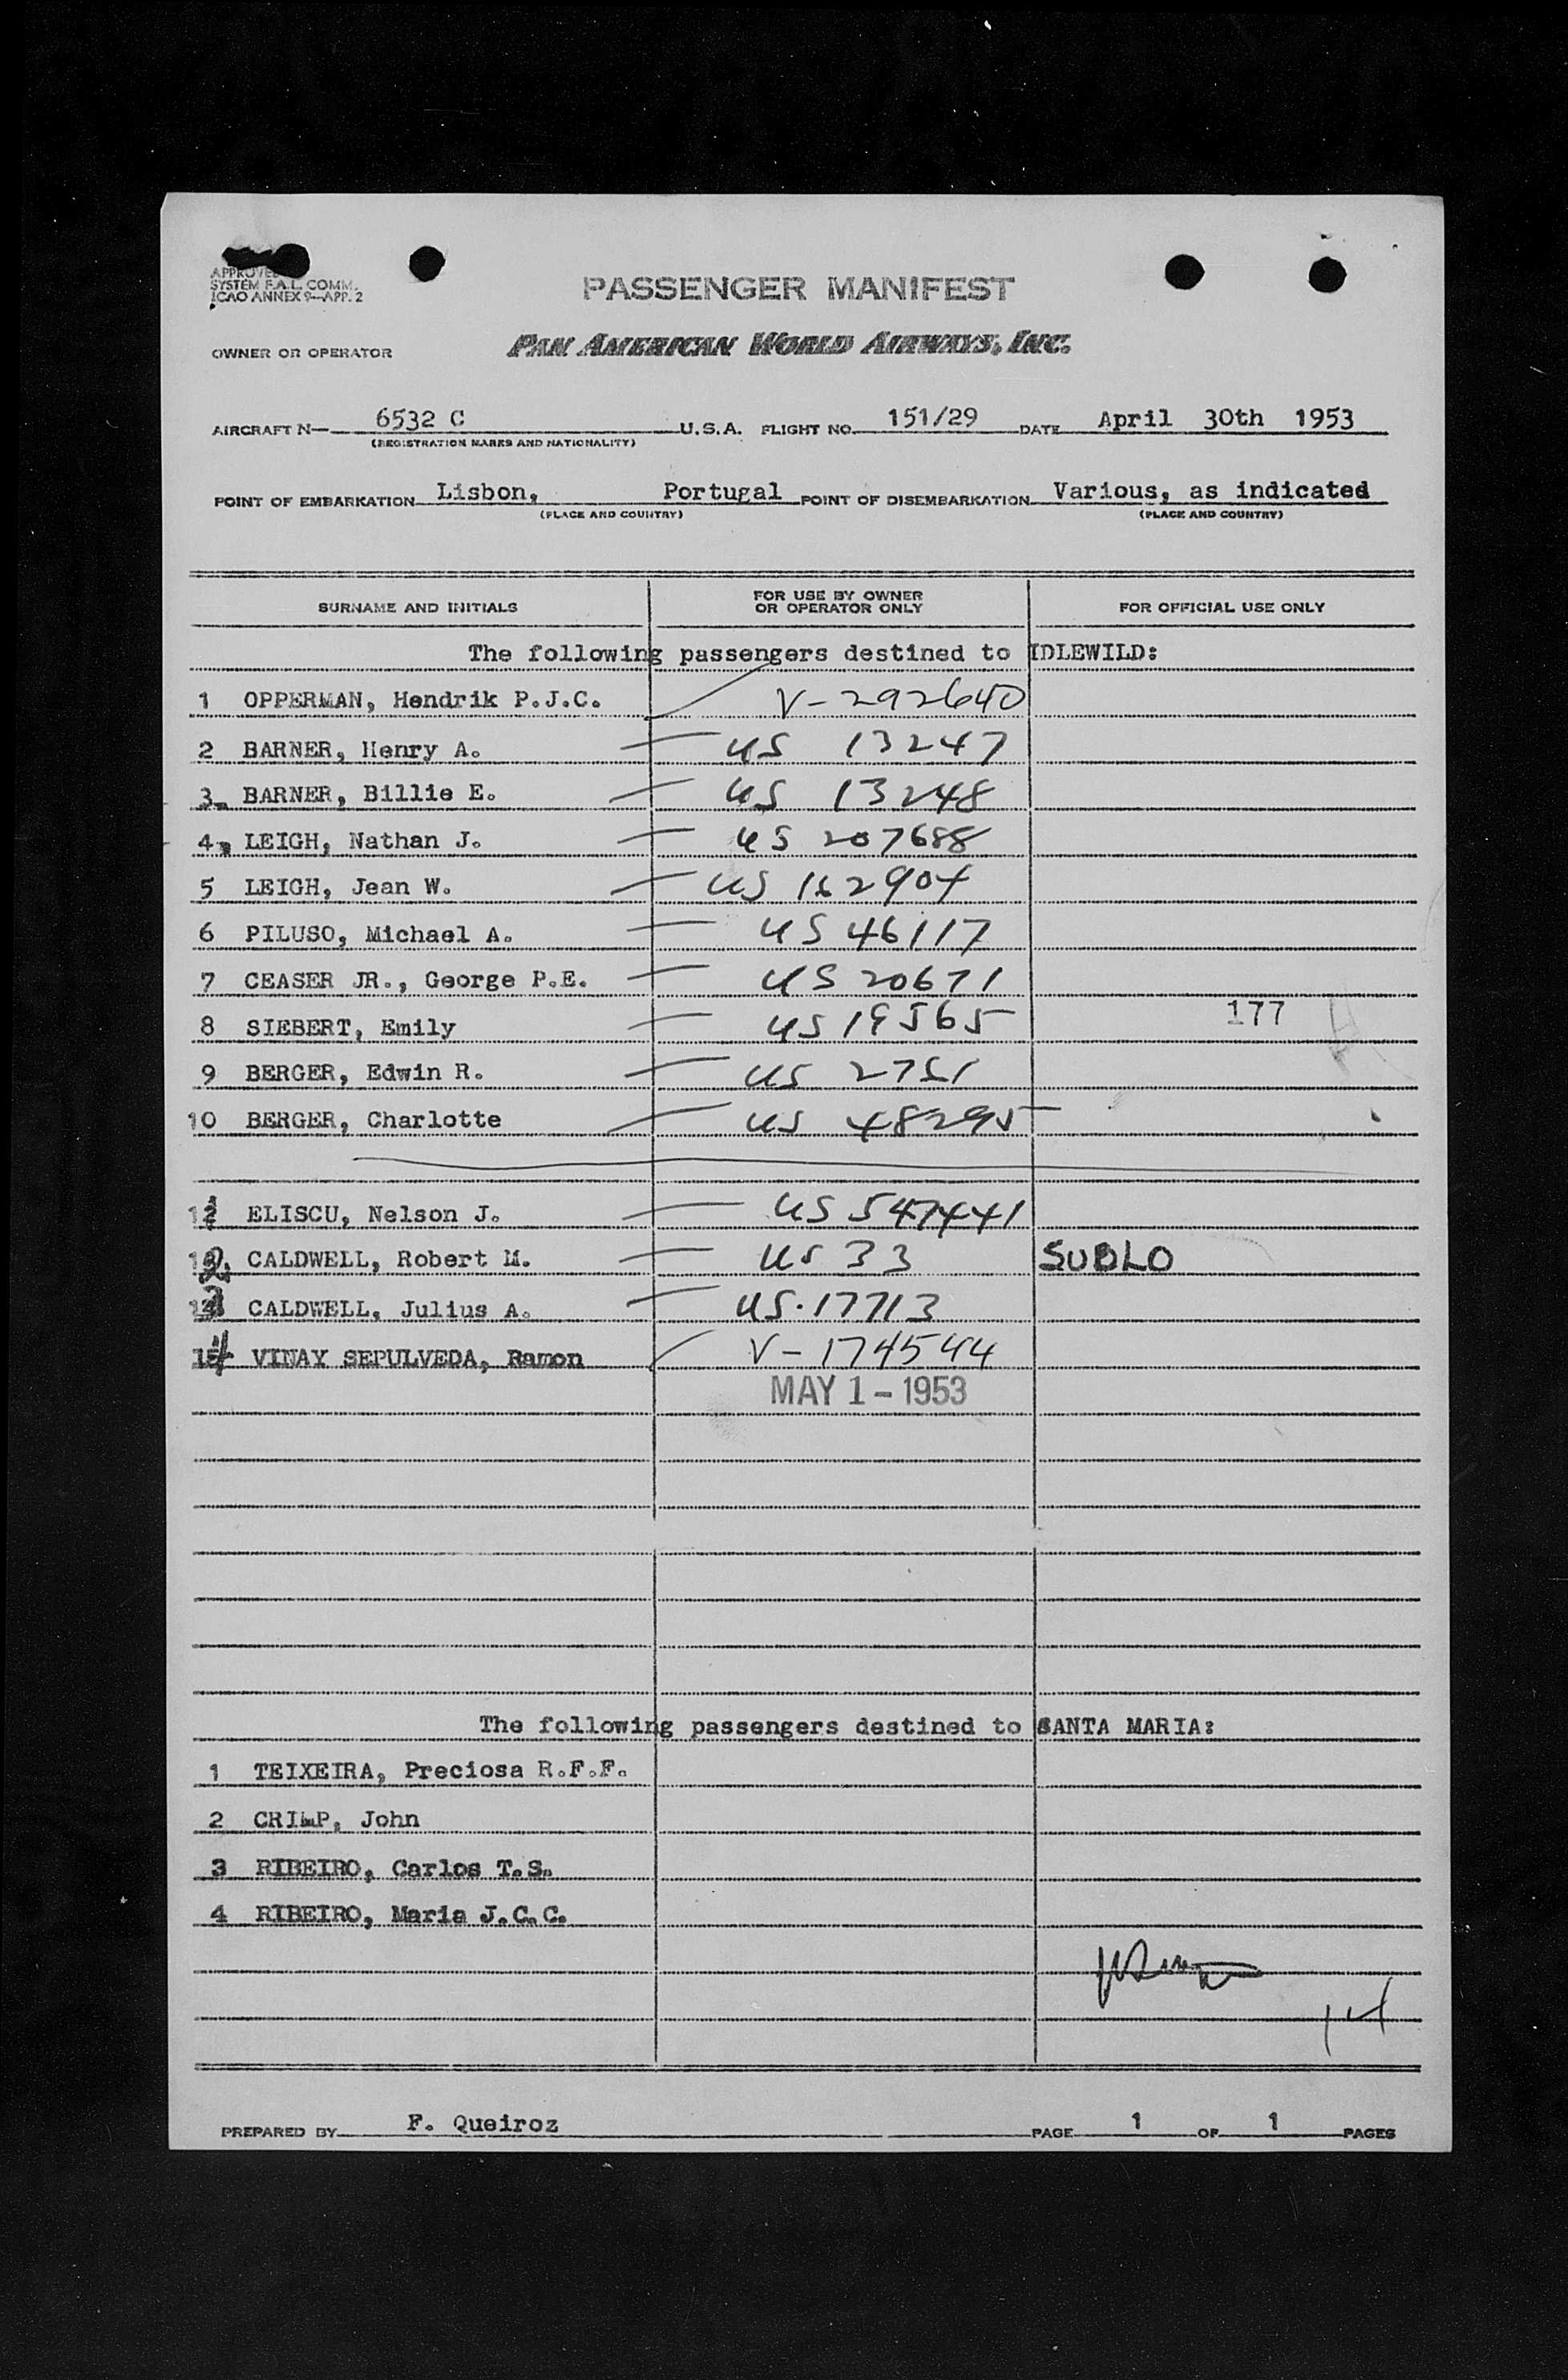 APPROVED
SYSTEM F.A.L. COMM.
ICAO ANNEX 9—APP. 2
PASSENGER MANIFEST
OWNER OR OPERATOR PAN AMERICAN WORLD AIRWAYS, INC.
AIRCRAFT N— 6532 C U.S.A. FLIGHT NO. 151/29 DATE April 30th 1953
(REGISTRATION MARKS AND NATIONALITY)
POINT OF EMBARKATION Lisbon, Portugal POINT OF DISEMBARKATION Various, as indicated
(PLACE AND COUNTRY) (PLACE AND COUNTRY)
SURNAME AND INITIALS FOR USE BY OWNER OR OPERATOR ONLY FOR OFFICIAL USE ONLY
The following passengers destined to IDLEWILD:
1 OPPERMAN, Hendrik P.J.C. V-292640
2 BARNER, Henry A. US 13247
3 BARNER, Billie E. US 13248
4 LEIGH, Nathan J. US 207688
5 LEIGH, Jean W. US 162904
6 PILUSO, Michael A. US 46117
7 CEASER JR., George P.E. US 20671
8 SIEBERT, Emily US 19565 177
9 BERGER, Edwin R. US 2751
10 BERGER, Charlotte US 48295
11 ELISCU, Nelson J. US 547441
12 CALDWELL, Robert M. US 33 SUBLO
13 CALDWELL, Julius A. US.17713
14 VINAY SEPULVEDA, Ramon V-174544
MAY 1-1953
The following passengers destined to SANTA MARIA:
1 TEIXEIRA, Preciosa R.F.F.
2 CRIMP, John
3 RIBEIRO, Carlos T.S.
4 RIBEIRO, Maria J.C.C.
14
PREPARED BY F. Queiroz PAGE 1 OF 1 PAGES